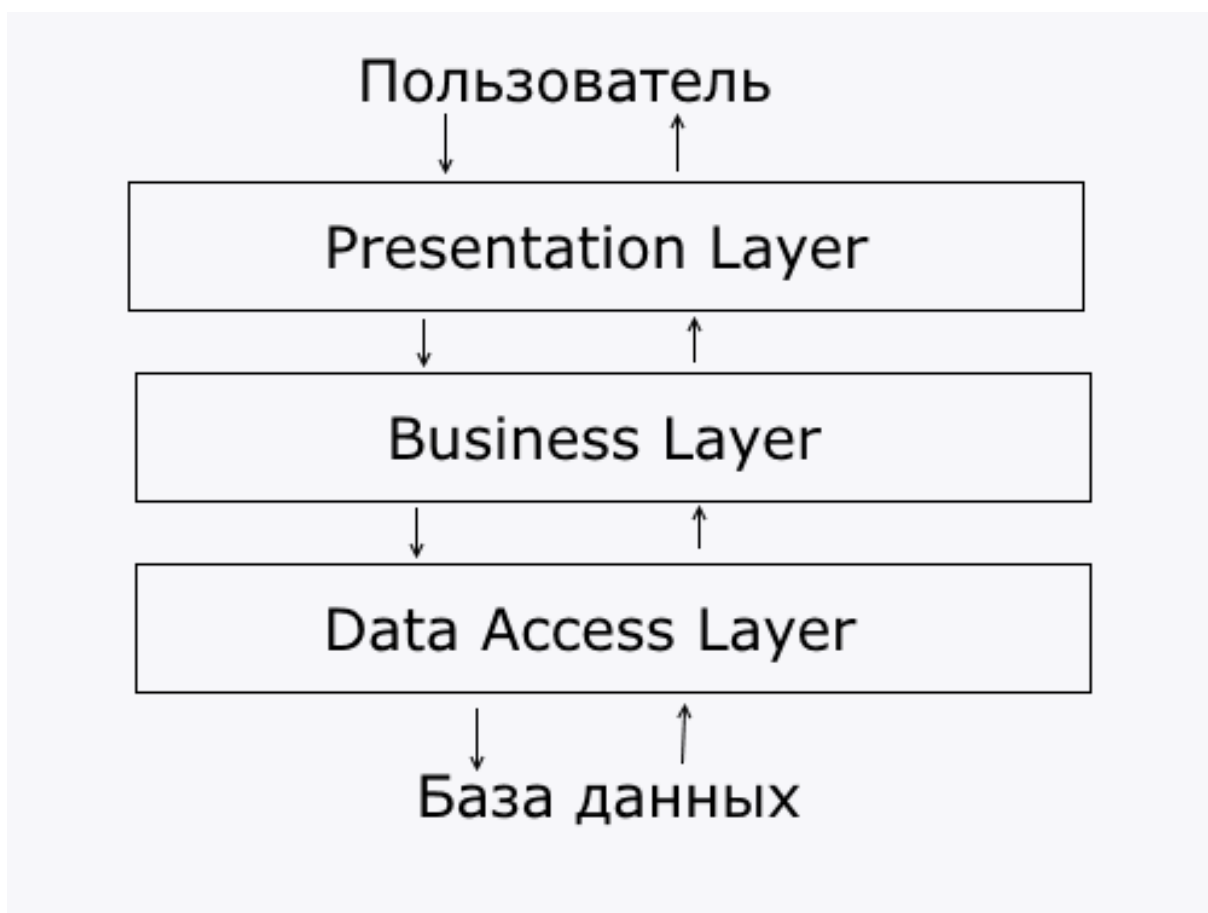 Пользователь
Presentation Layer
Business Layer
Data Access Layer
База данных